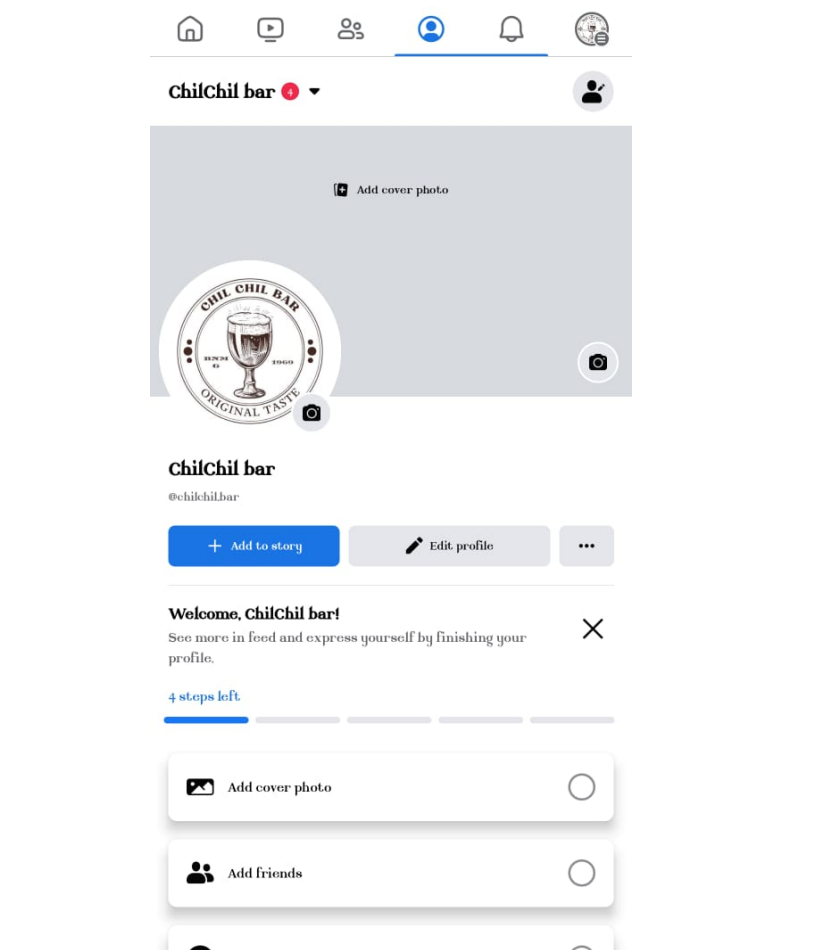 ChilChil bar 4
Add cover photo
CHIL CHIL BAR
BNM
G
1969
ORIGINAL TASTE
ChilChil bar
@chilchil.bar
Add to story
Edit profile
Welcome, ChilChil bar!
See more in feed and express yourself by finishing your
profile.
4 steps left
Add cover photo
Add friends